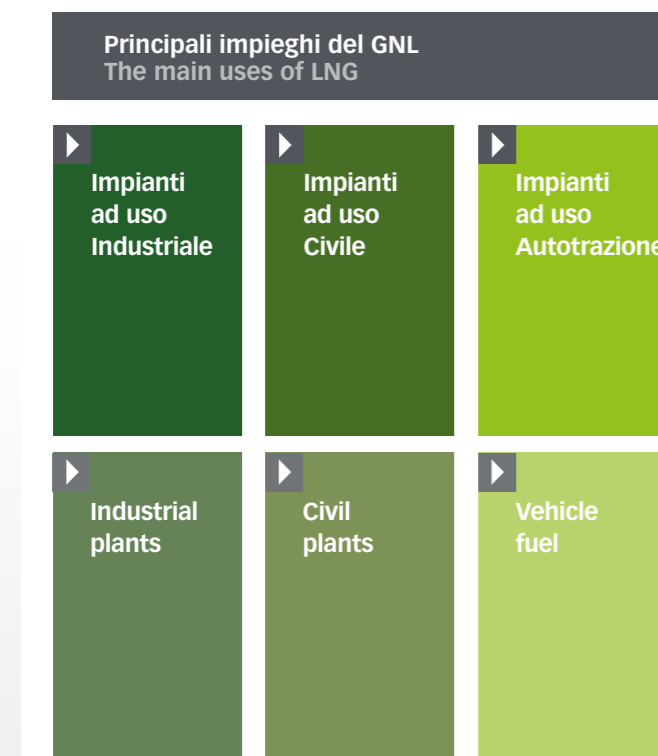 Principali impieghi del GNL
The main uses of LNG
Impianti
ad uso
Industriale
Impianti
ad uso
Civile
Impianti
ad uso
Autotrazione
Industrial
plants
Civil
plants
Vehicle
fuel